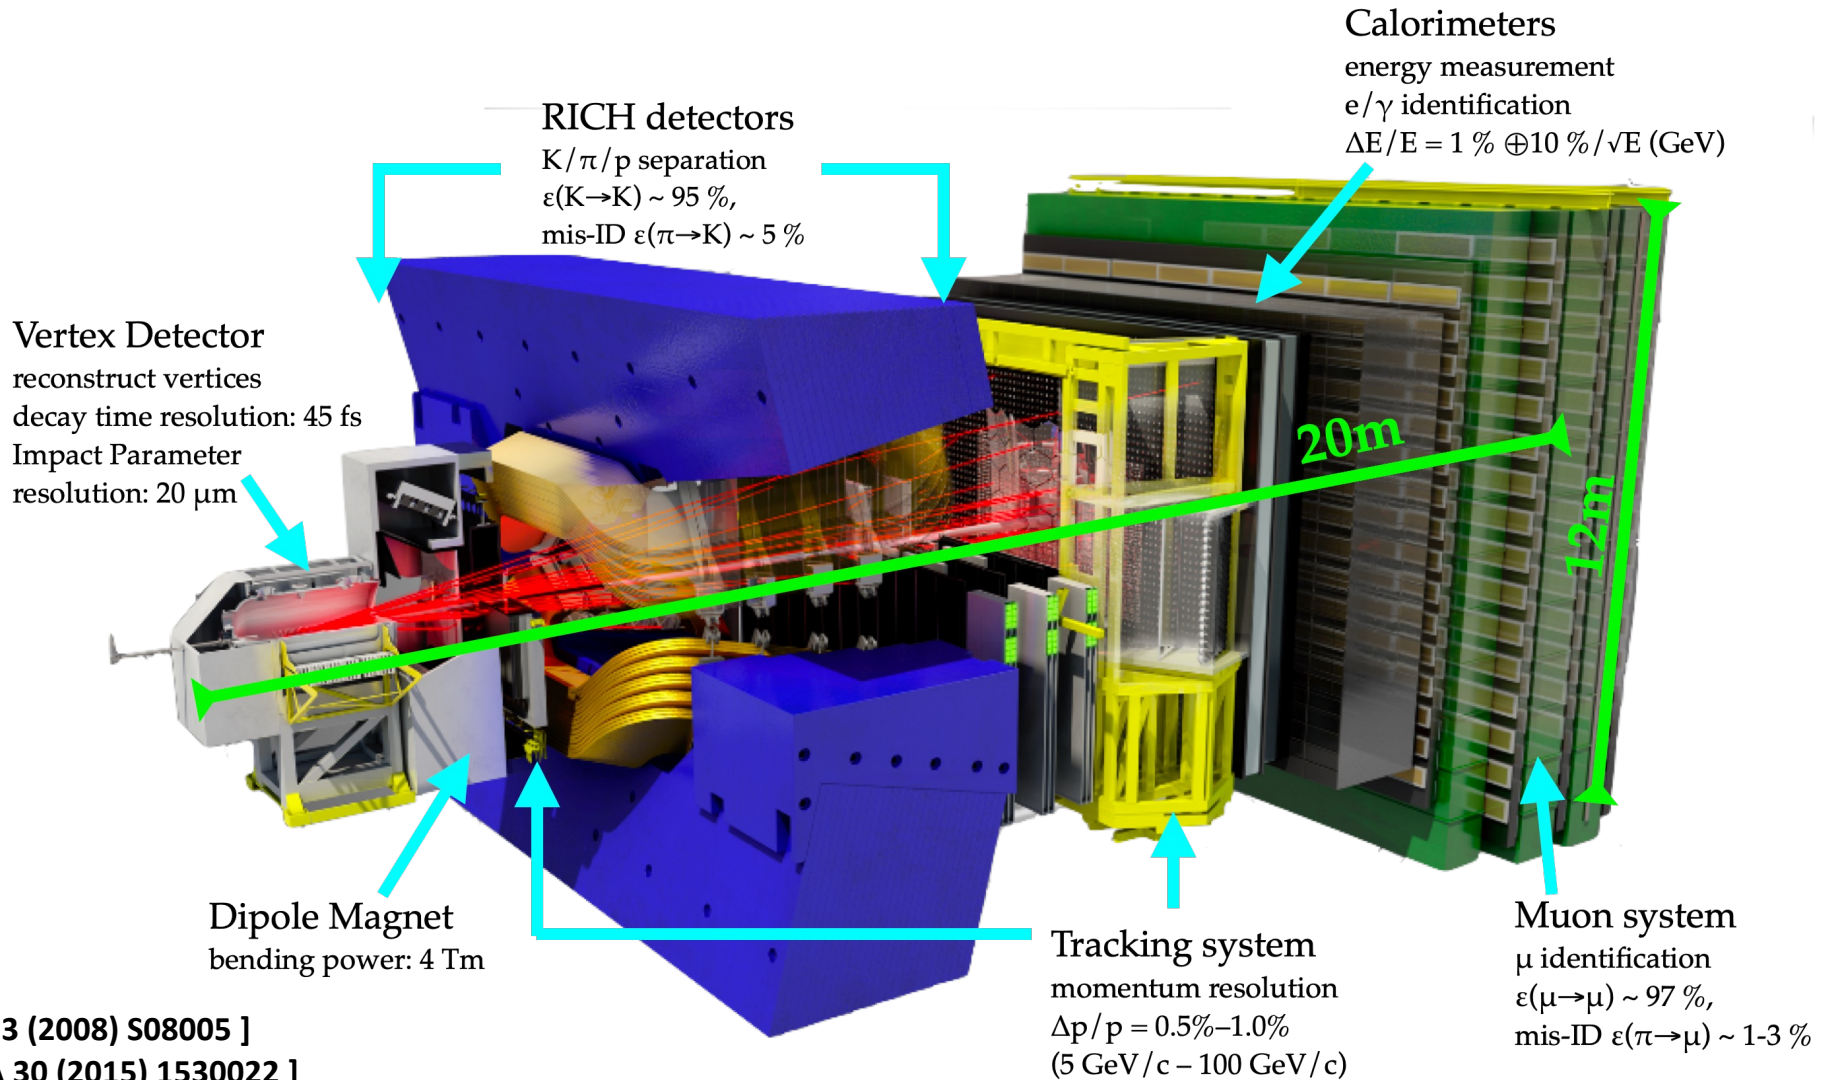 Calorimeters
energy measurement
e/γ identification
ΔE/E = 1 % ⊕10 %/√E (GeV)
RICH detectors
K/π/p separation
ε(K→K) ~ 95 %,
mis-ID ε(π→K) ~ 5 %
Vertex Detector
reconstruct vertices
decay time resolution: 45 fs
Impact Parameter
resolution: 20 μm
20m
12m
Dipole Magnet
bending power: 4 Tm
Tracking system
momentum resolution
Δp/p = 0.5%–1.0%
(5 GeV/c – 100 GeV/c)
Muon system
μ identification
ε(μ→μ) ~ 97 %,
mis-ID ε(π→μ) ~ 1-3 %
3 (2008) S08005 ]
30 (2015) 1530022 ]